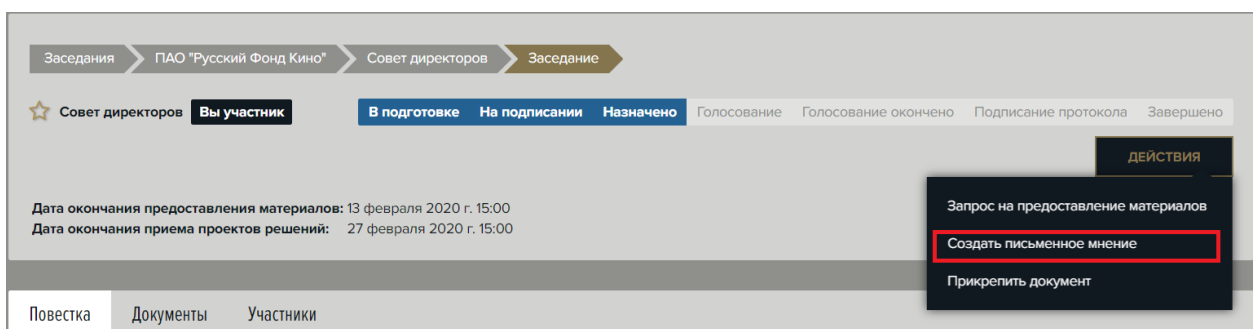 Заседания ПАО "Русский Фонд Кино" Совет директоров Заседание
Совет директоров Вы участник В подготовке На подписании Назначено Голосование Голосование окончено Подписание протокола Завершено
ДЕЙСТВИЯ
Запрос на предоставление материалов
Создать письменное мнение
Прикрепить документ
Дата окончания предоставления материалов: 13 февраля 2020 г. 15:00
Дата окончания приема проектов решений: 27 февраля 2020 г. 15:00
Повестка Документы Участники